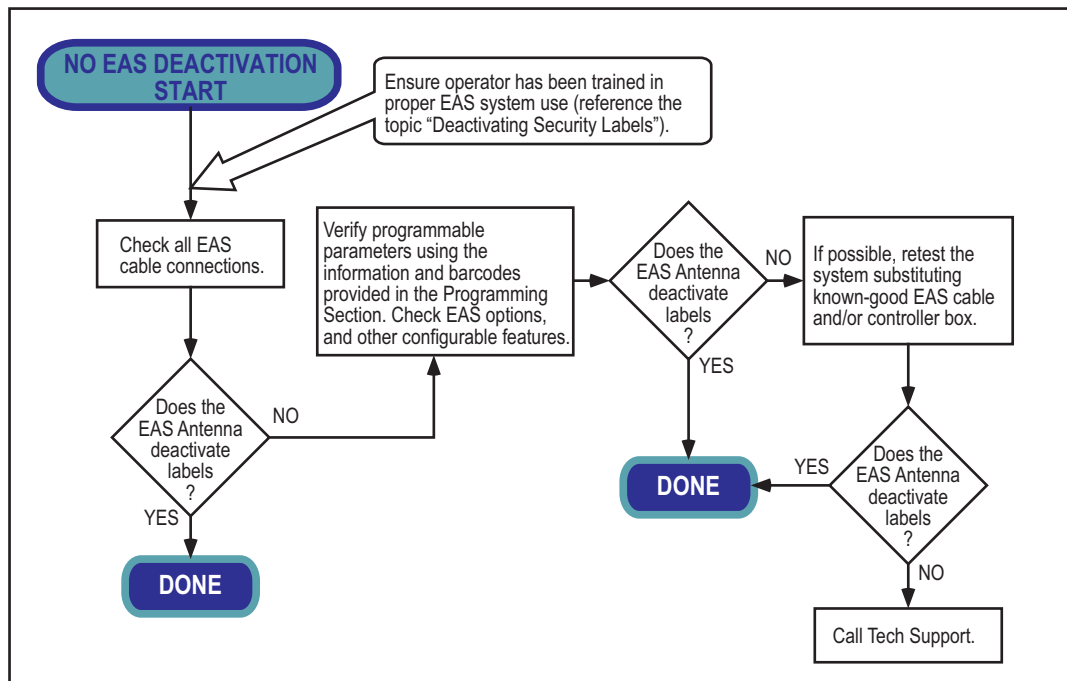 NO EAS DEACTIVATION
START
Ensure operator has been trained in
proper EAS system use (reference the
topic “Deactivating Security Labels”).
Check all EAS
cable connections.
Does the
EAS Antenna
deactivate
labels
?
NO
YES
DONE
Verify programmable
parameters using the
information and barcodes
provided in the Programming
Section. Check EAS options,
and other configurable features.
Does the
EAS Antenna
deactivate
labels
?
NO
YES
DONE
If possible, retest the
system substituting
known-good EAS cable
and/or controller box.
Does the
EAS Antenna
deactivate
labels
?
YES
NO
Call Tech Support.